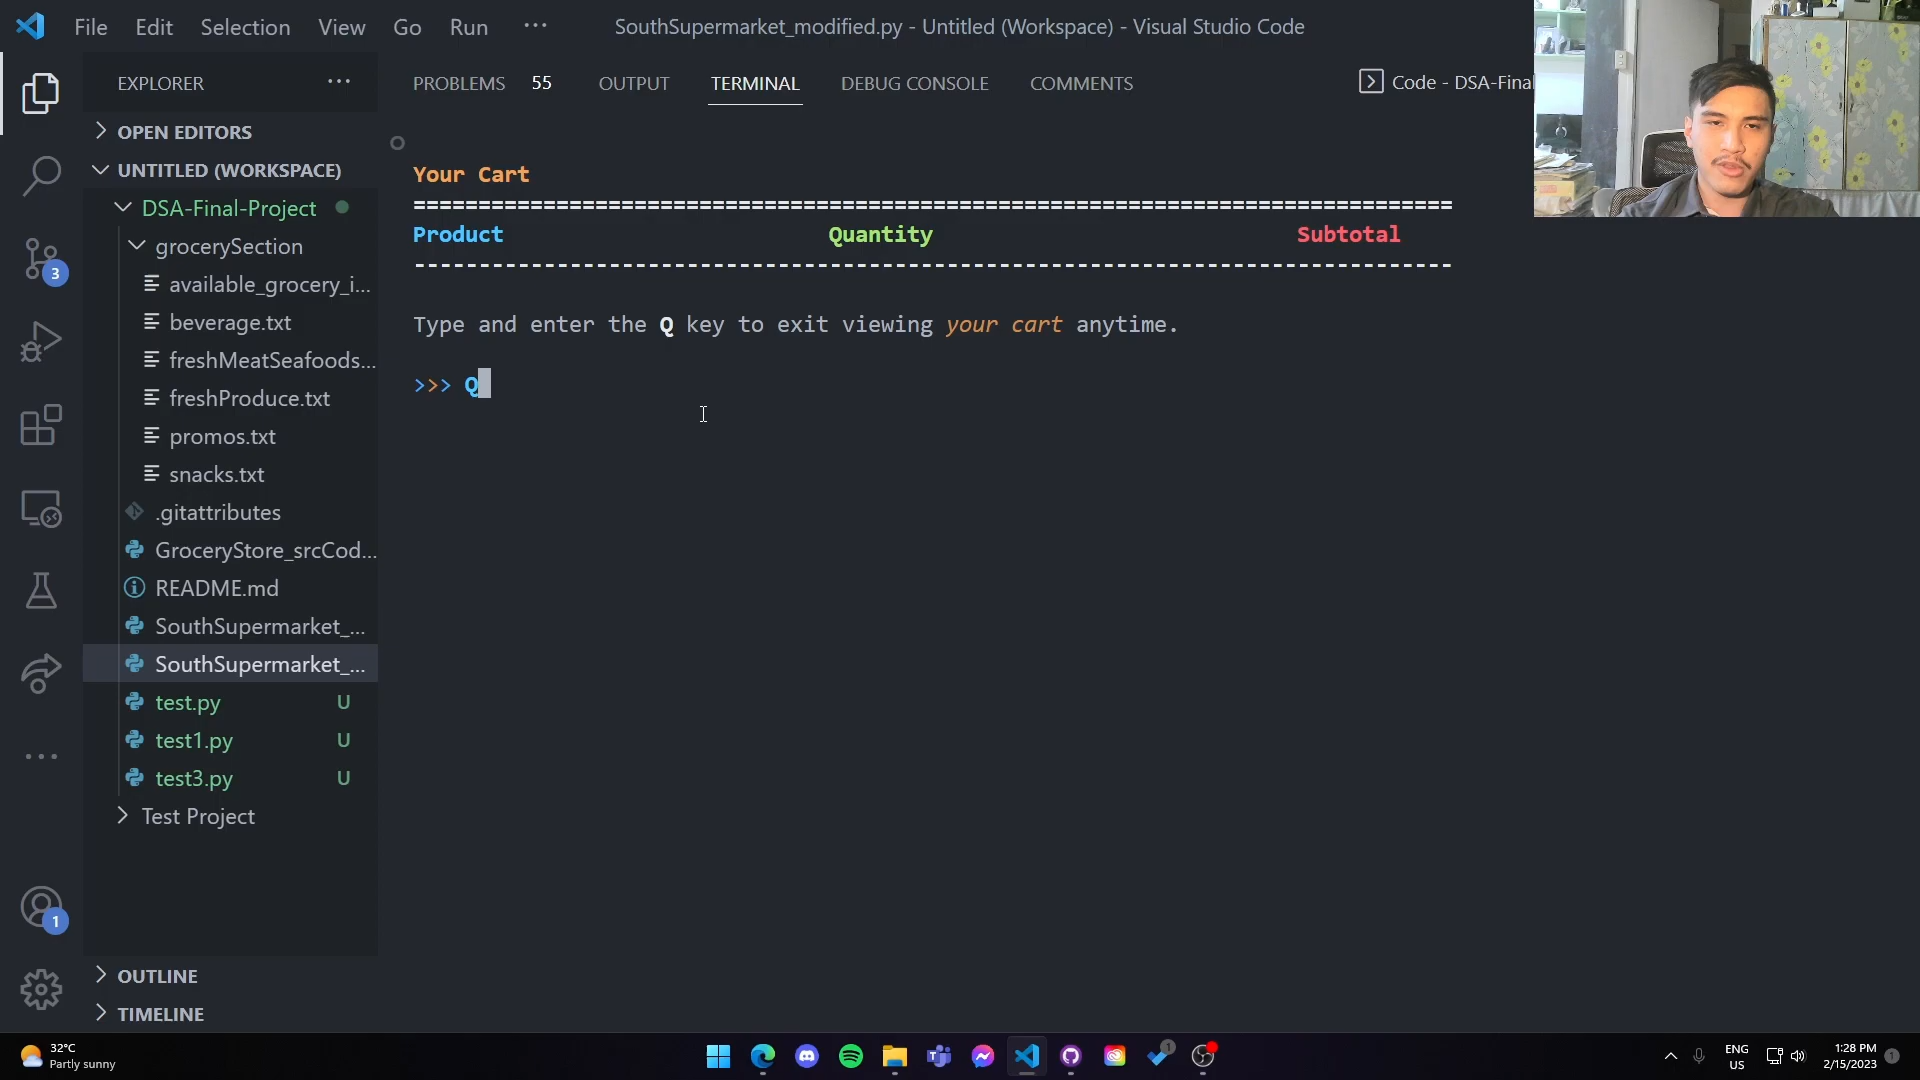 File Edit Selection View Go Run ··· SouthSupermarket_modified.py - Untitled (Workspace) - Visual Studio Code
EXPLORER ···
PROBLEMS 55 OUTPUT TERMINAL DEBUG CONSOLE COMMENTS Code - DSA-Final
OPEN EDITORS
UNTITLED (WORKSPACE)
DSA-Final-Project
grocerySection
available_grocery_i...
beverage.txt
freshMeatSeafoods...
freshProduce.txt
promos.txt
snacks.txt
.gitattributes
GroceryStore_srcCod...
README.md
SouthSupermarket_...
SouthSupermarket_...
test.py U
test1.py U
test3.py U
Test Project
OUTLINE
TIMELINE
3
1
Your Cart
================================================================================
Product Quantity Subtotal
--------------------------------------------------------------------------------
Type and enter the Q key to exit viewing your cart anytime.
>>> Q
32°C
Partly sunny
1
ENG
US
1:28 PM
2/15/2023
1